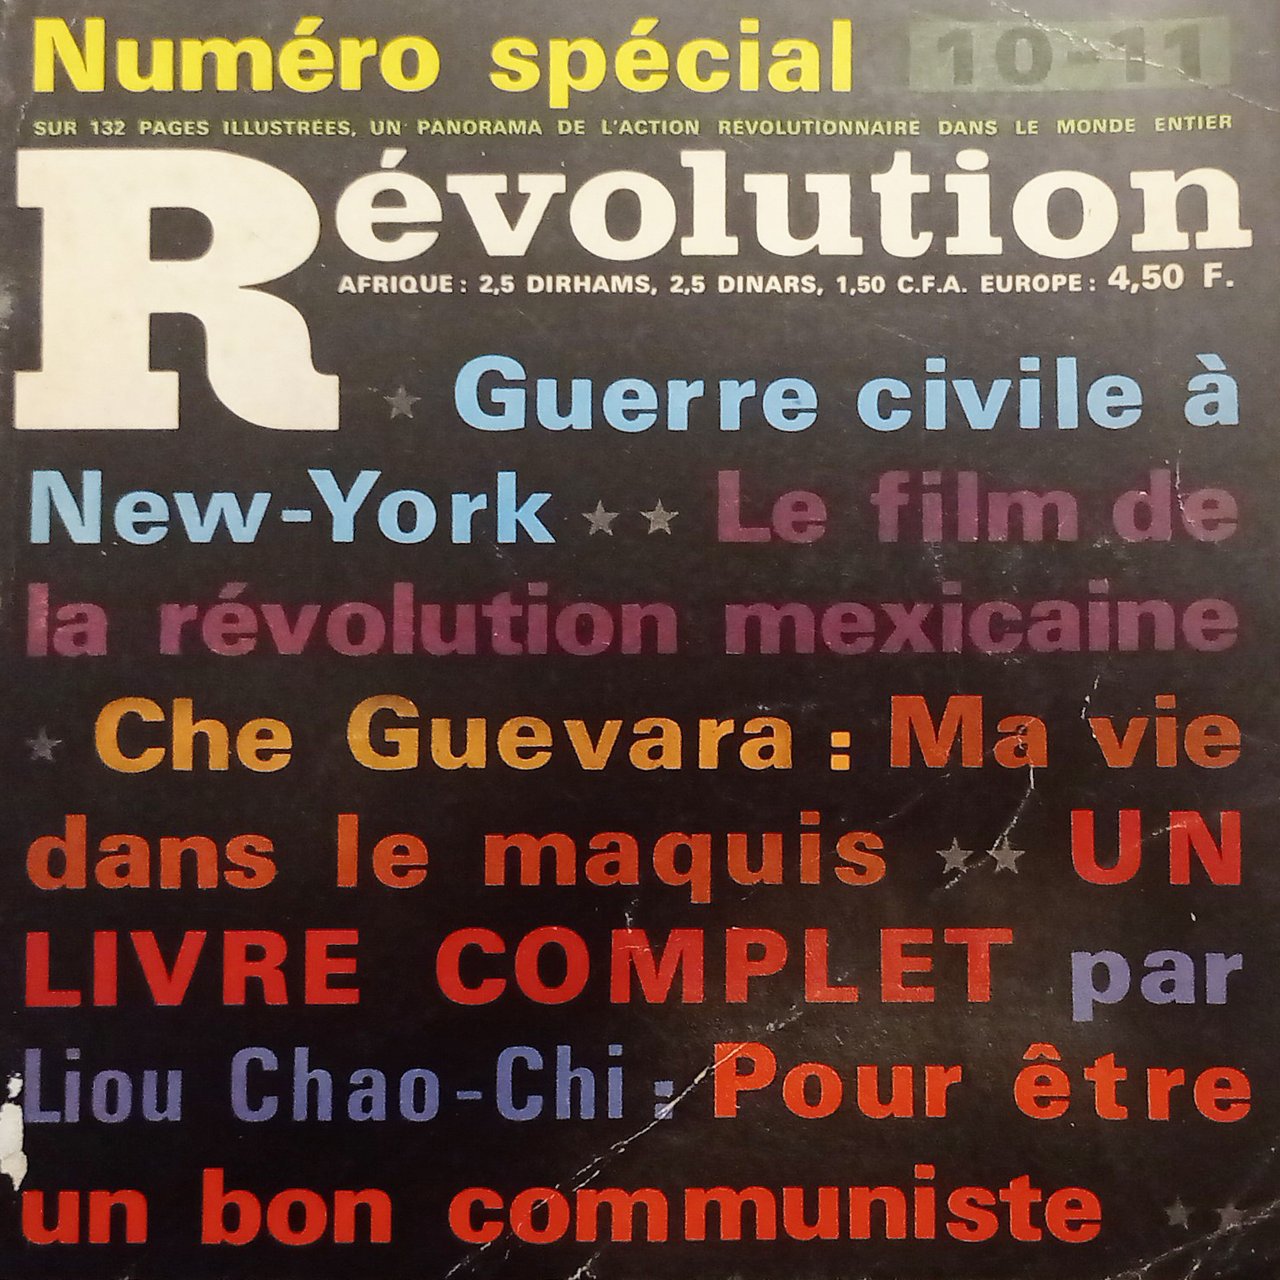 Numéro spécial 10-11
SUR 132 PAGES ILLUSTRÉES, UN PANORAMA DE L'ACTION RÉVOLUTIONNAIRE DANS LE MONDE ENTIER
Révolution
AFRIQUE : 2,5 DIRHAMS, 2,5 DINARS, 1,50 C.F.A. EUROPE : 4,50 F.
★ Guerre civile à
New-York ★★ Le film de
la révolution mexicaine
★ Che Guevara : Ma vie
dans le maquis ★★ UN
LIVRE COMPLET par
Liou Chao-Chi : Pour être
un bon communiste ★★